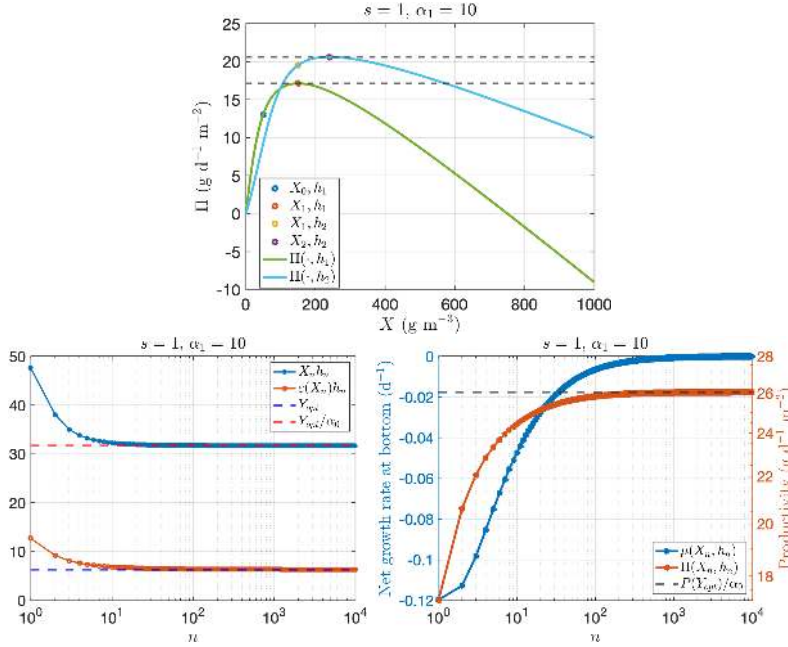 s = 1, α₁ = 10
25
20
15
10
5
0
-5
-10
Π (g d⁻¹ m⁻²)
X₀, h₁
X₁, h₁
X₁, h₂
X₂, h₂
Π(·, h₁)
Π(·, h₂)
0 200 400 600 800 1000
X (g m⁻³)
s = 1, α₁ = 10
50
40
30
20
10
0
Xₙhₙ
ε(Xₙ)hₙ
Yₒₚₜ
Yₒₚₜ/α₀
10⁰ 10¹ 10² 10³ 10⁴
n
s = 1, α₁ = 10
0
-0.02
-0.04
-0.06
-0.08
-0.1
-0.12
Net growth rate at bottom (d⁻¹)
28
26
24
22
20
18
Productivity (g d⁻¹ m⁻²)
μ(Xₙ, hₙ)
Π(Xₙ, hₙ)
P(Yₒₚₜ)/α₀
10⁰ 10¹ 10² 10³ 10⁴
n